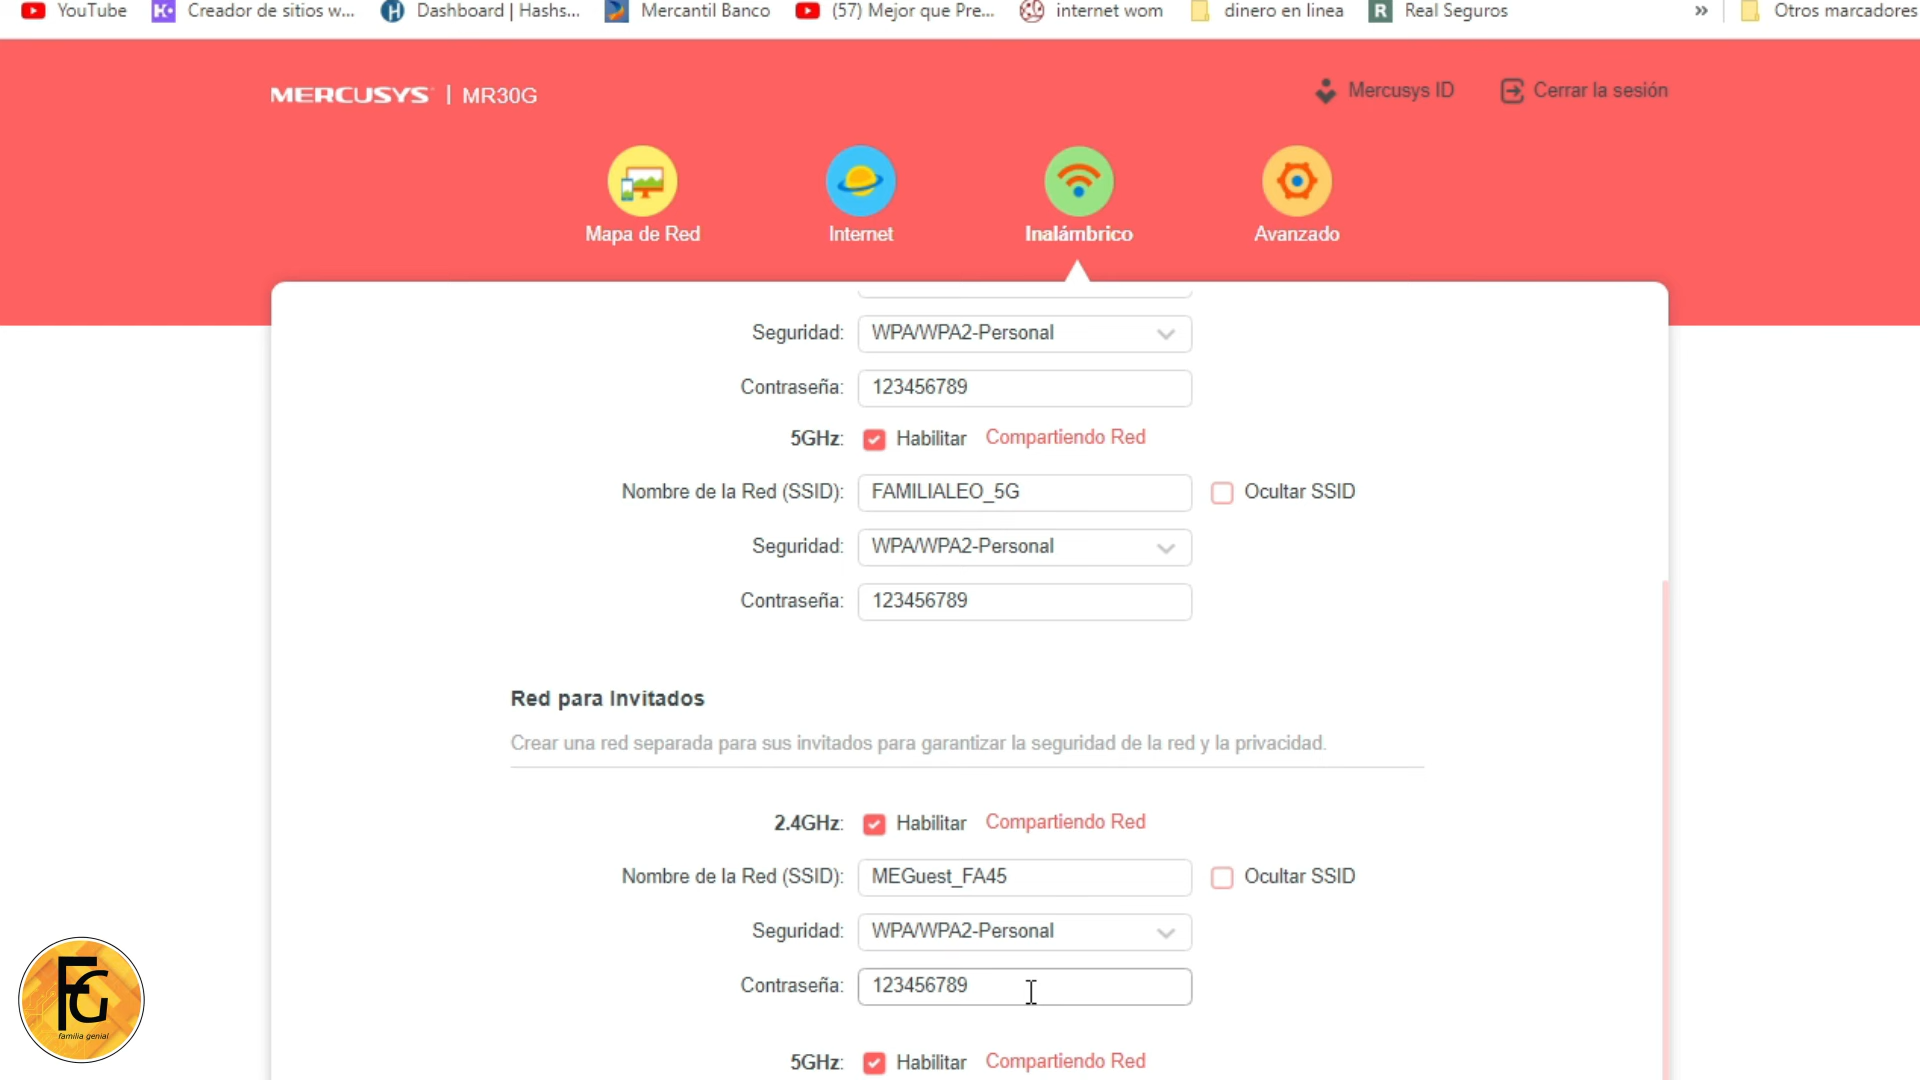 YouTube Creador de sitios w... Dashboard | Hashs... Mercantil Banco (57) Mejor que Pre... internet wom dinero en linea Real Seguros » Otros marcadores
MERCUSYS | MR30G Mercusys ID Cerrar la sesión
Mapa de Red Internet Inalámbrico Avanzado
Seguridad: WPA/WPA2-Personal
Contraseña: 123456789
5GHz: Habilitar Compartiendo Red
Nombre de la Red (SSID): FAMILIALEO_5G Ocultar SSID
Seguridad: WPA/WPA2-Personal
Contraseña: 123456789
Red para Invitados
Crear una red separada para sus invitados para garantizar la seguridad de la red y la privacidad.
2.4GHz: Habilitar Compartiendo Red
Nombre de la Red (SSID): MEGuest_FA45 Ocultar SSID
Seguridad: WPA/WPA2-Personal
Contraseña: 123456789
5GHz: Habilitar Compartiendo Red
FG
familia genial